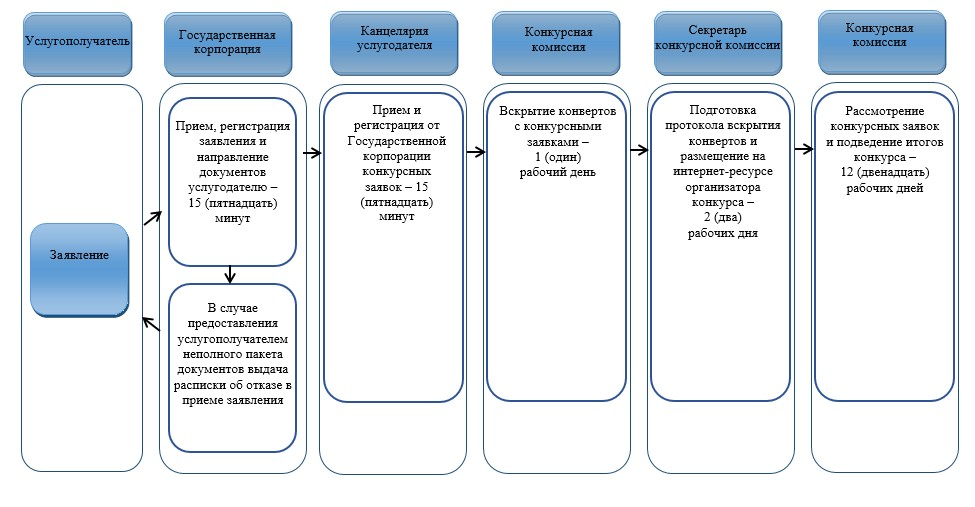 Услугополучатель
Государственная
корпорация
Канцелярия
услугодателя
Конкурсная
комиссия
Секретарь
конкурсной комиссии
Конкурсная
комиссия
Заявление
Прием, регистрация
заявления и
направление
документов
услугодателю –
15 (пятнадцать)
минут
В случае
предоставления
услугополучателем
неполного пакета
документов выдача
расписки об отказе в
приеме заявления
Прием и
регистрация от
Государственной
корпорации
конкурсных
заявок – 15
(пятнадцать)
минут
Вскрытие конвертов
с конкурсными
заявками –
1 (один)
рабочий день
Подготовка
протокола вскрытия
конвертов и
размещение на
интернет-ресурсе
организатора
конкурса –
2 (два)
рабочих дня
Рассмотрение
конкурсных заявок
и подведение итогов
конкурса –
12 (двенадцать)
рабочих дней